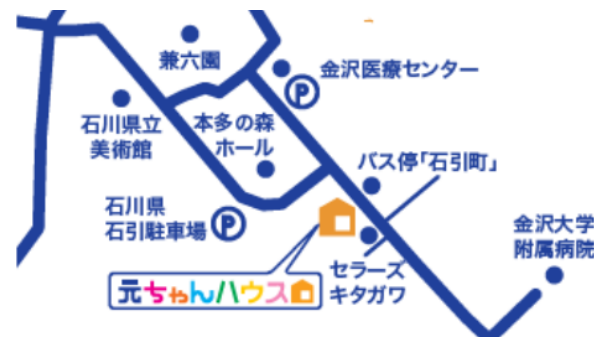 兼六園
金沢医療センター
P
石川県立
美術館
本多の森
ホール
バス停「石引町」
石川県
石引駐車場
P
金沢大学
附属病院
セラーズ
キタガワ
元ちゃんハウス